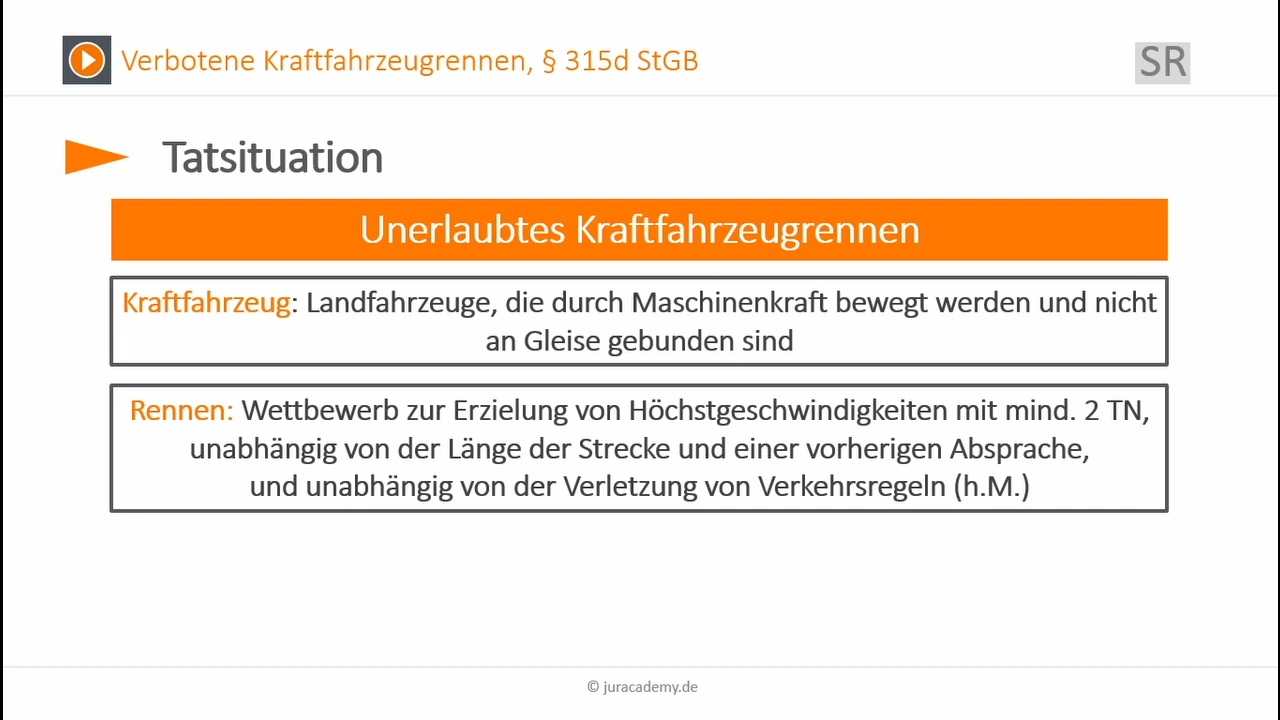 Verbotene Kraftfahrzeugrennen, § 315d StGB
SR
Tatsituation
Unerlaubtes Kraftfahrzeugrennen
Kraftfahrzeug: Landfahrzeuge, die durch Maschinenkraft bewegt werden und nicht
an Gleise gebunden sind
Rennen: Wettbewerb zur Erzielung von Höchstgeschwindigkeiten mit mind. 2 TN,
unabhängig von der Länge der Strecke und einer vorherigen Absprache,
und unabhängig von der Verletzung von Verkehrsregeln (h.M.)
© juracademy.de